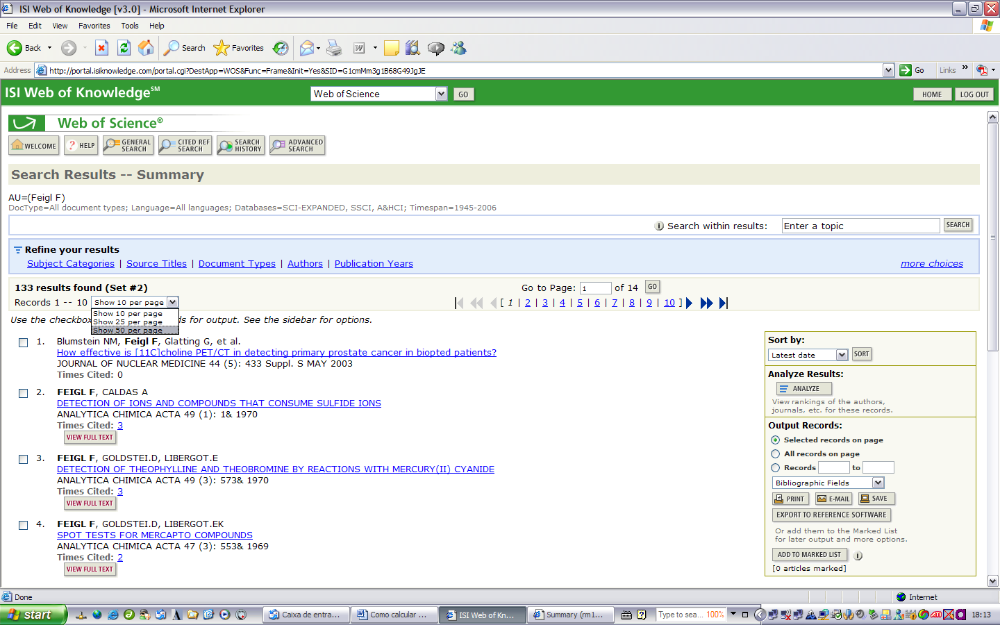 ISI Web of Knowledge [v3.0] - Microsoft Internet Explorer
File Edit View Favorites Tools Help
Back Search Favorites
Address http://portal.isiknowledge.com/portal.cgi?DestApp=WOS&Func=Frame&Init=Yes&SID=G1cmMm3g1B68G49JgJE Go Links »
ISI Web of Knowledge℠ Web of Science GO HOME LOG OUT
Web of Science®
WELCOME HELP GENERAL SEARCH CITED REF SEARCH SEARCH HISTORY ADVANCED SEARCH
Search Results -- Summary
AU=(Feigl F)
DocType=All document types; Language=All languages; Databases=SCI-EXPANDED, SSCI, A&HCI; Timespan=1945-2006
Search within results: Enter a topic SEARCH
Refine your results
Subject Categories | Source Titles | Document Types | Authors | Publication Years more choices
133 results found (Set #2) Go to Page: 1 of 14 GO
Records 1 -- 10 Show 10 per page [ 1 | 2 | 3 | 4 | 5 | 6 | 7 | 8 | 9 | 10 ]
Show 10 per page
Show 25 per page
Show 50 per page
Use the checkbox ds for output. See the sidebar for options.
1. Blumstein NM, Feigl F, Glatting G, et al.
How effective is [11C]choline PET/CT in detecting primary prostate cancer in biopted patients?
JOURNAL OF NUCLEAR MEDICINE 44 (5): 433 Suppl. S MAY 2003
Times Cited: 0
2. FEIGL F, CALDAS A
DETECTION OF IONS AND COMPOUNDS THAT CONSUME SULFIDE IONS
ANALYTICA CHIMICA ACTA 49 (1): 1& 1970
Times Cited: 3
VIEW FULL TEXT
3. FEIGL F, GOLDSTEI.D, LIBERGOT.E
DETECTION OF THEOPHYLLINE AND THEOBROMINE BY REACTIONS WITH MERCURY(II) CYANIDE
ANALYTICA CHIMICA ACTA 49 (3): 573& 1970
Times Cited: 3
VIEW FULL TEXT
4. FEIGL F, GOLDSTEI.D, LIBERGOT.EK
SPOT TESTS FOR MERCAPTO COMPOUNDS
ANALYTICA CHIMICA ACTA 47 (3): 553& 1969
Times Cited: 2
VIEW FULL TEXT
Sort by:
Latest date SORT
Analyze Results:
ANALYZE
View rankings of the authors,
journals, etc. for these records.
Output Records:
Selected records on page
All records on page
Records to
Bibliographic Fields
PRINT E-MAIL SAVE
EXPORT TO REFERENCE SOFTWARE
Or add them to the Marked List
for later output and more options.
ADD TO MARKED LIST
[0 articles marked]
Done Internet
start Caixa de entra... Como calcular ... ISI Web of Kn... Summary (rm1... Type to sea... 100% 18:13